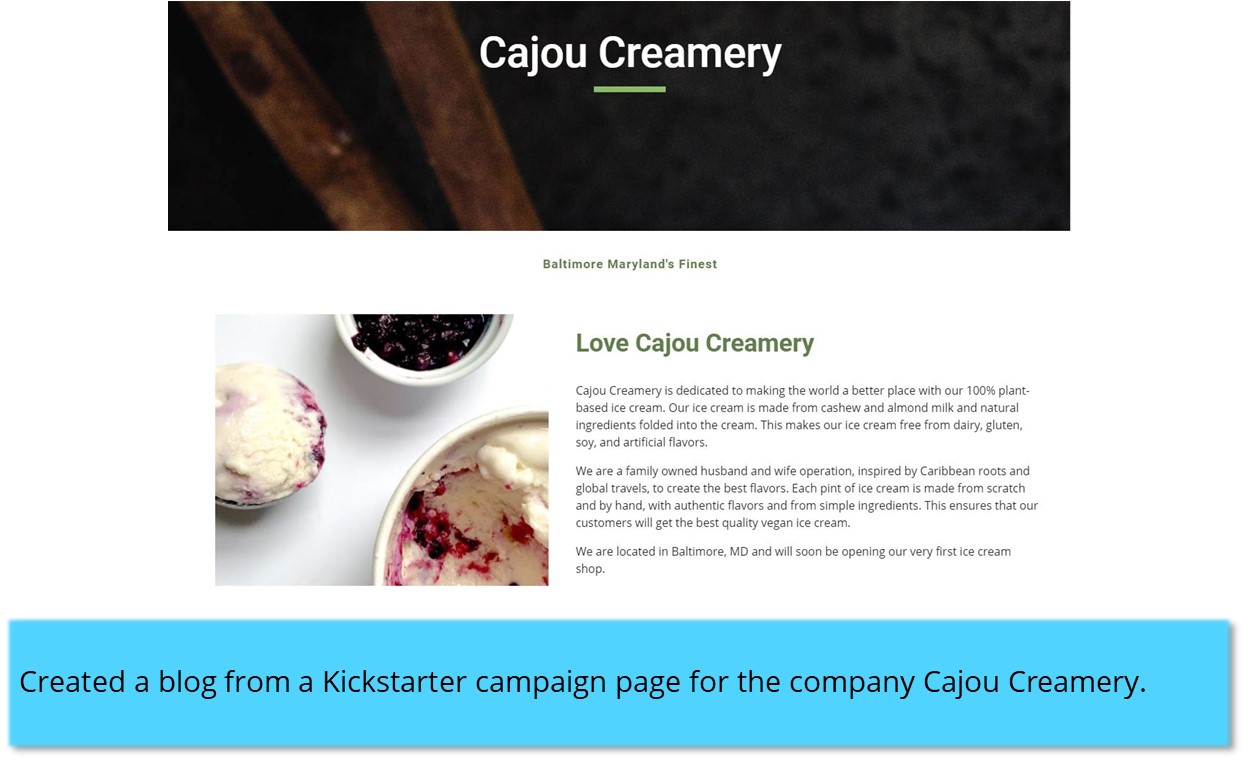 Cajou Creamery
Baltimore Maryland's Finest
Love Cajou Creamery
Cajou Creamery is dedicated to making the world a better place with our 100% plant-
based ice cream. Our ice cream is made from cashew and almond milk and natural
ingredients folded into the cream. This makes our ice cream free from dairy, gluten,
soy, and artificial flavors.
We are a family owned husband and wife operation, inspired by Caribbean roots and
global travels, to create the best flavors. Each pint of ice cream is made from scratch
and by hand, with authentic flavors and from simple ingredients. This ensures that our
customers will get the best quality vegan ice cream.
We are located in Baltimore, MD and will soon be opening our very first ice cream
shop.
Created a blog from a Kickstarter campaign page for the company Cajou Creamery.